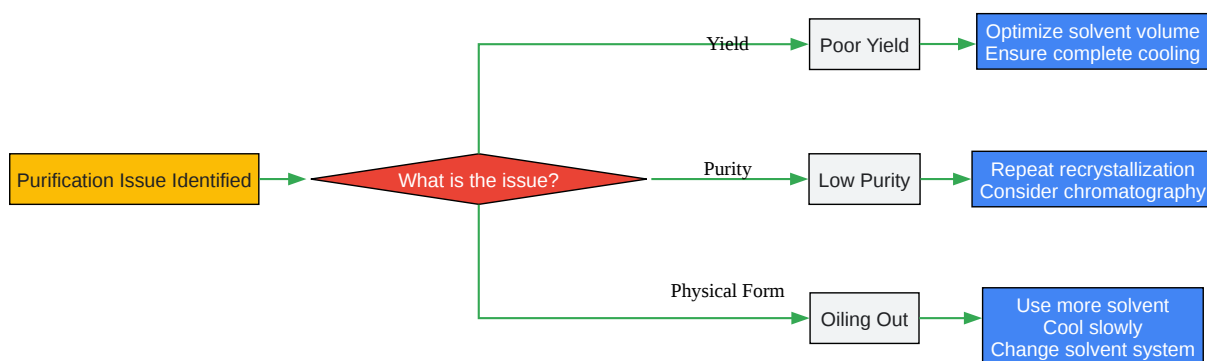 Yield
Poor Yield
Optimize solvent volume
Ensure complete cooling
Purification Issue Identified
What is the issue?
Purity
Low Purity
Repeat recrystallization
Consider chromatography
Physical Form
Oiling Out
Use more solvent
Cool slowly
Change solvent system